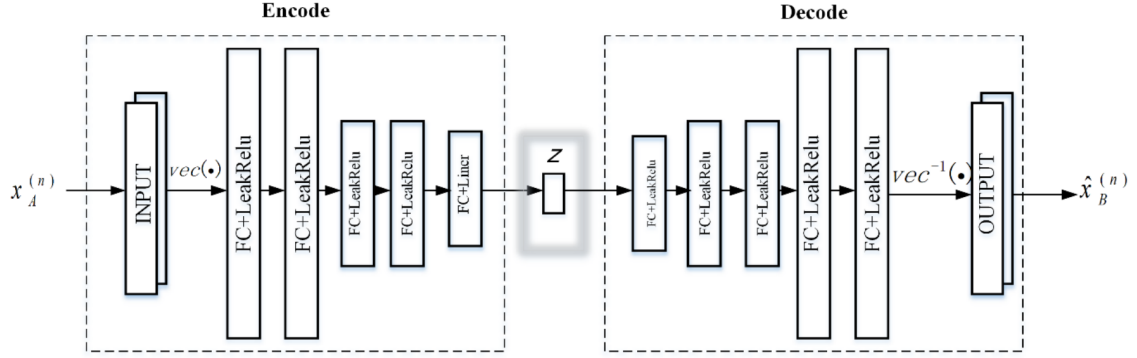 Encode
Decode
x_A^(n)
INPUT
vec(•)
FC+LeakRelu
FC+LeakRelu
FC+LeakRelu
FC+LeakRelu
FC+Liner
z
FC+LeakRelu
FC+LeakRelu
FC+LeakRelu
FC+LeakRelu
FC+LeakRelu
vec^-1(•)
OUTPUT
x̂_B^(n)